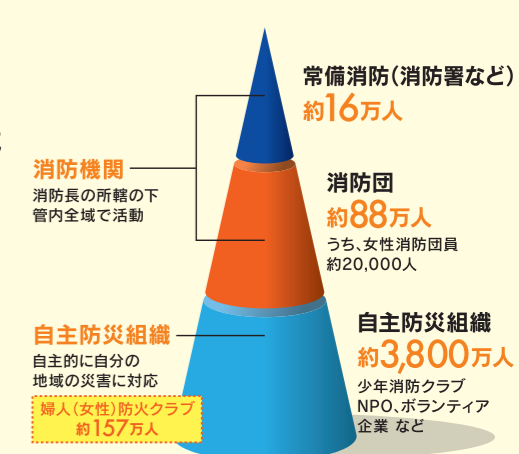 常備消防(消防署など)
約16万人
消防機関
消防長の所轄の下
管内全域で活動
消防団
約88万人
うち、女性消防団員
約20,000人
自主防災組織
自主的に自分の
地域の災害に対応
婦人(女性)防火クラブ
約157万人
自主防災組織
約3,800万人
少年消防クラブ
NPO、ボランティア
企業 など